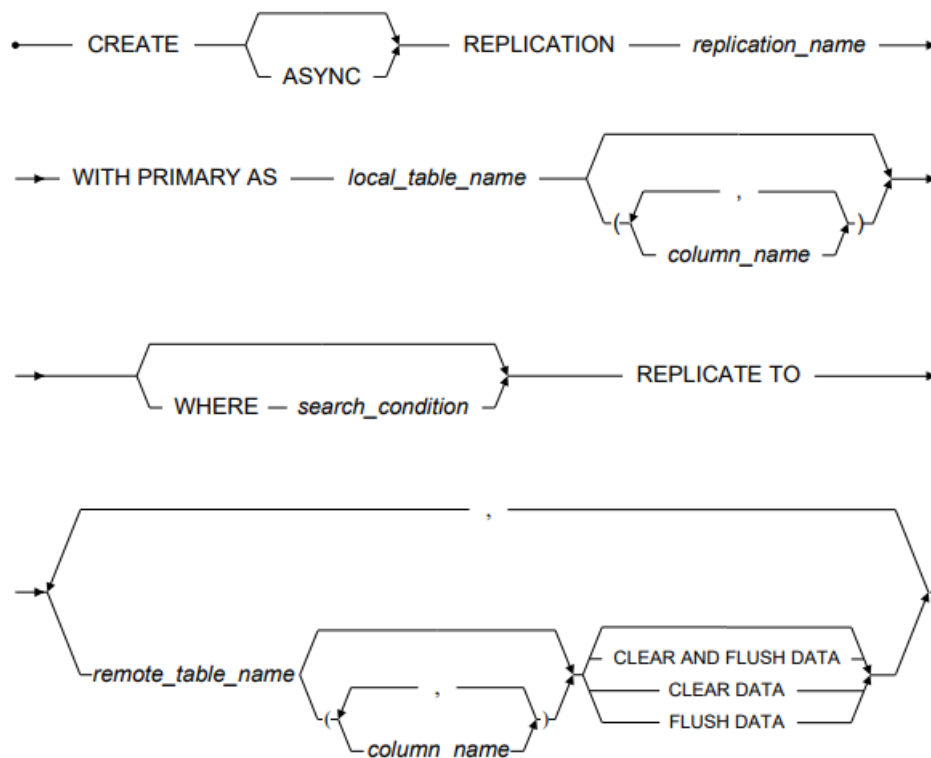 CREATE REPLICATION replication_name
ASYNC
WITH PRIMARY AS local_table_name
( , )
column_name
REPLICATE TO
WHERE search_condition
,
CLEAR AND FLUSH DATA
remote_table_name
CLEAR DATA
( , )
FLUSH DATA
column_name